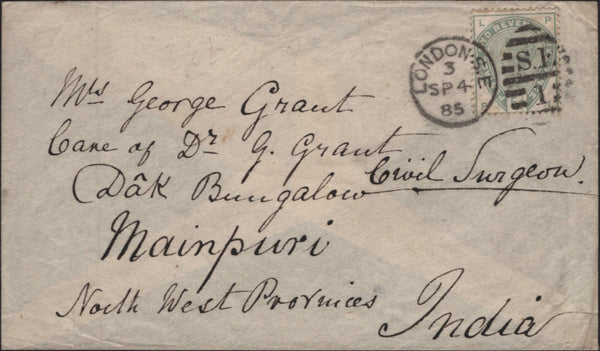 L P
D REVENU
LONDON·S.E
3
SP 4
85
S.E
1
Mrs George Grant
Care of Dr G. Grant
Civil Surgeon.
Dâk Bungalow
Mainpuri
North West Provinces
India